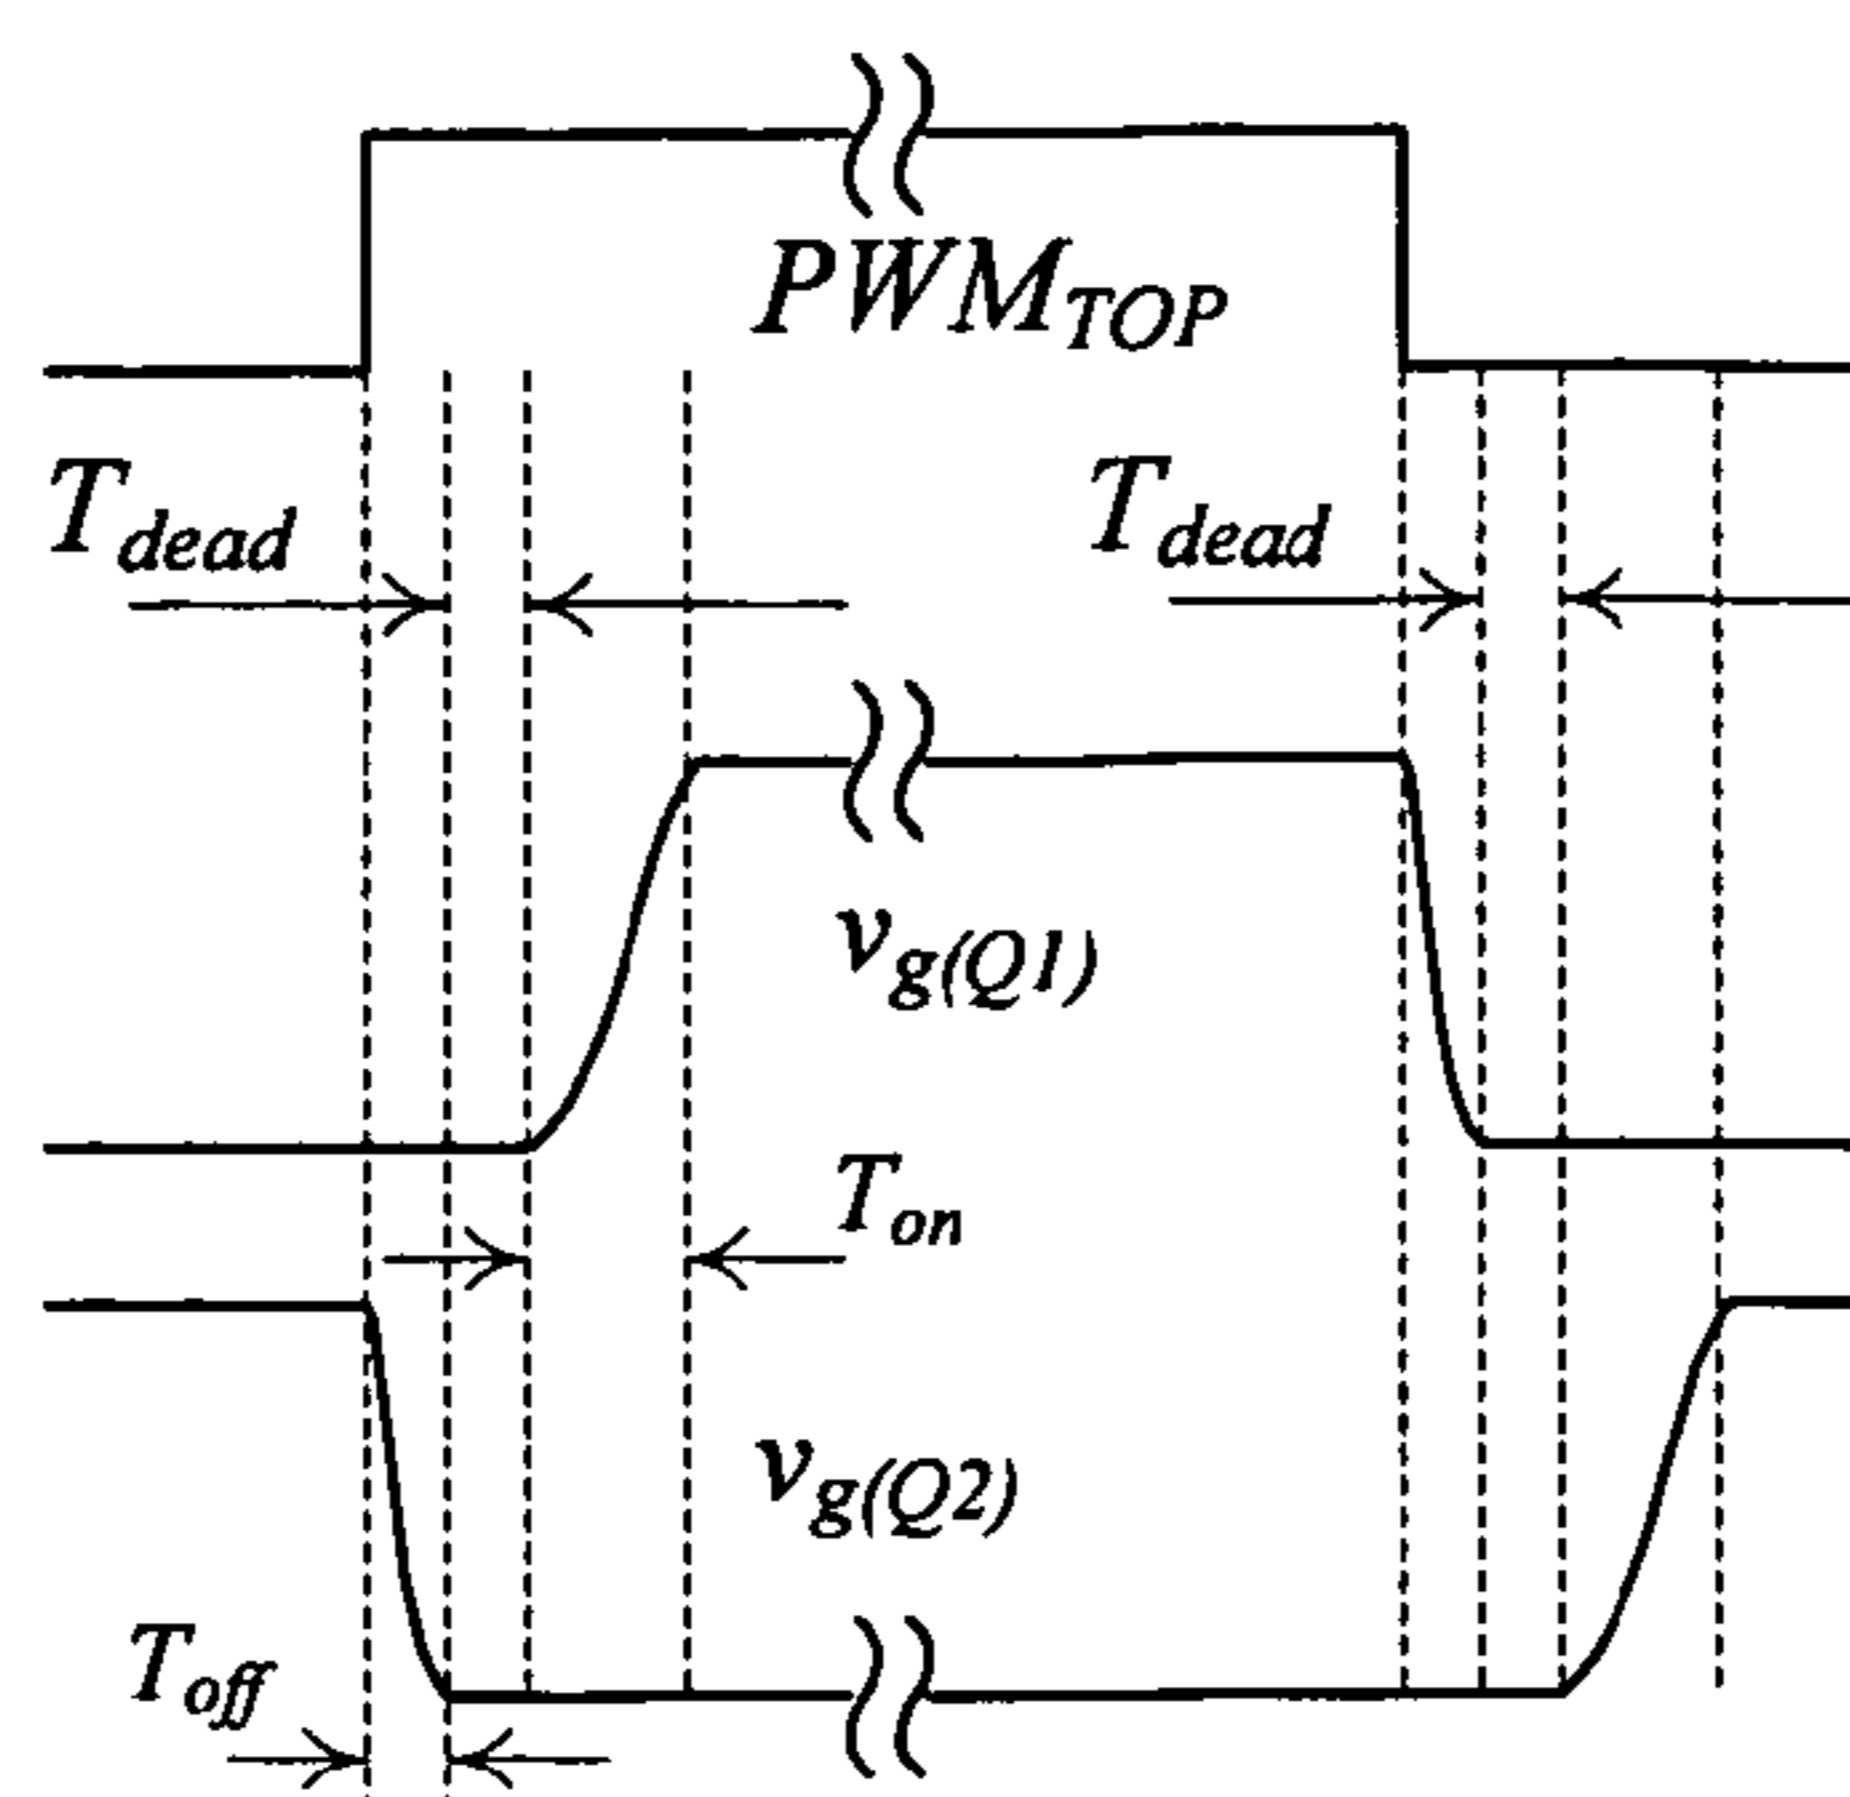 PWM_TOP
T_dead T_dead
v_g(Q1)
T_on
v_g(Q2)
T_off